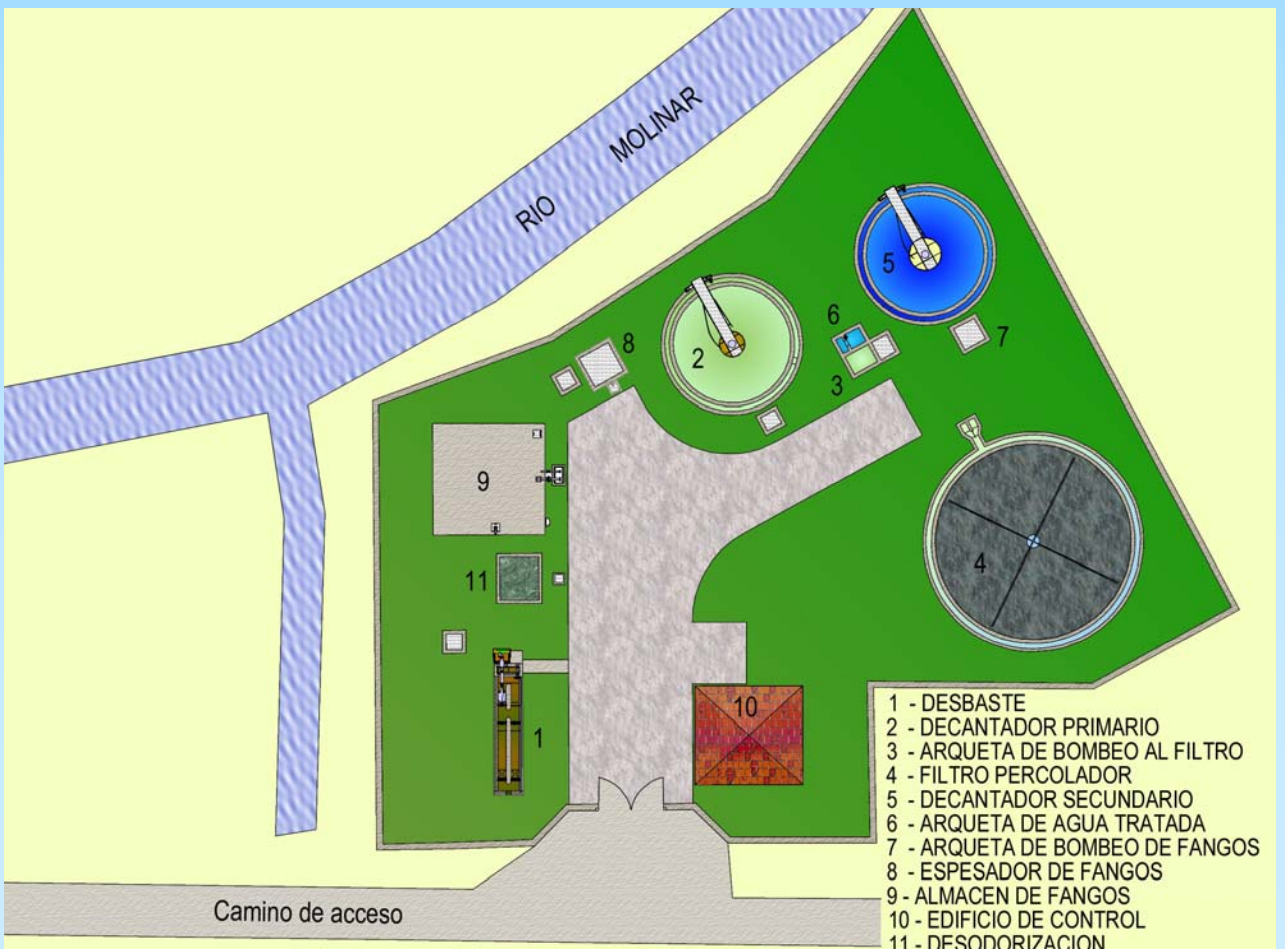 RIO MOLINAR
5
6
8
7
2
3
9
4
11
10
1
1 - DESBASTE
2 - DECANTADOR PRIMARIO
3 - ARQUETA DE BOMBEO AL FILTRO
4 - FILTRO PERCOLADOR
5 - DECANTADOR SECUNDARIO
6 - ARQUETA DE AGUA TRATADA
7 - ARQUETA DE BOMBEO DE FANGOS
8 - ESPESADOR DE FANGOS
9 - ALMACEN DE FANGOS
10 - EDIFICIO DE CONTROL
11 - DESODORIZACION
Camino de acceso